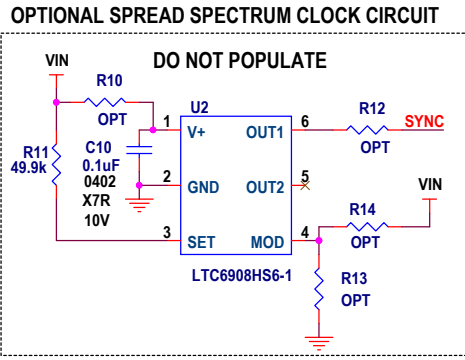 OPTIONAL SPREAD SPECTRUM CLOCK CIRCUIT
DO NOT POPULATE
VIN
R10
OPT
R11
49.9k
C10
0.1uF
0402
X7R
10V
U2
1 V+ OUT1 6
2 GND OUT2 5
3 SET MOD 4
LTC6908HS6-1
R12
OPT
SYNC
VIN
R14
OPT
R13
OPT